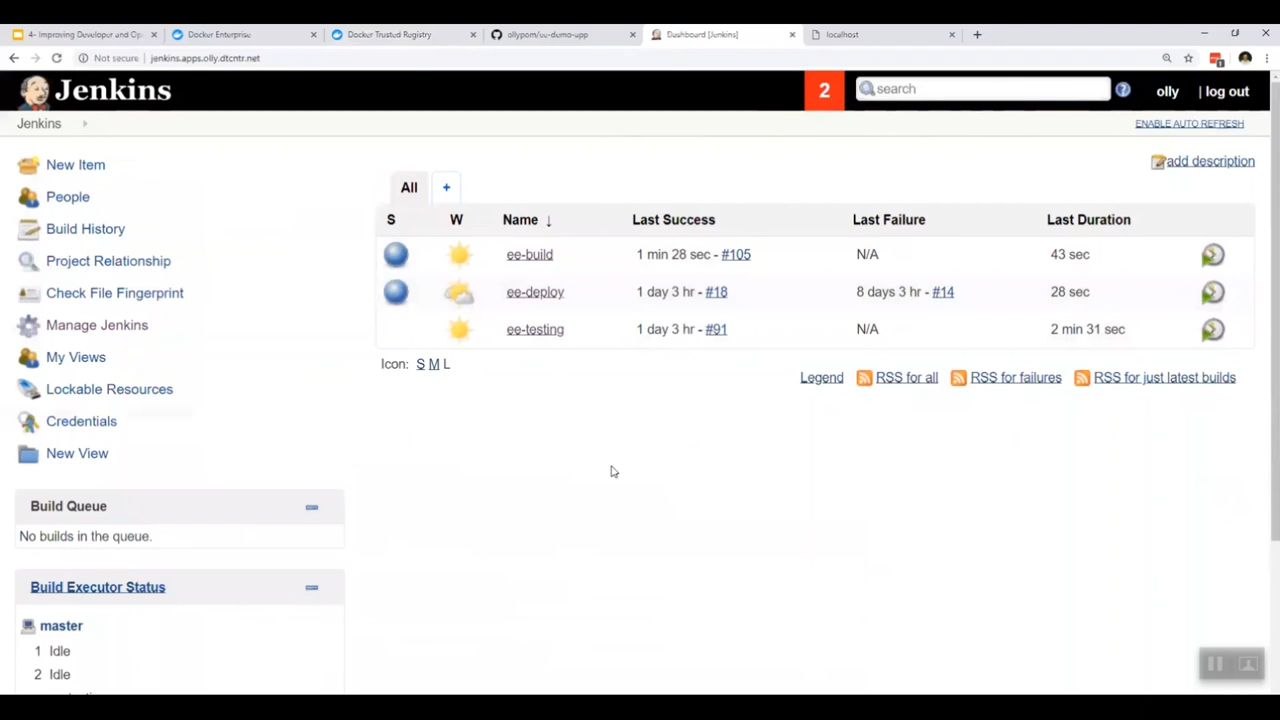 4- Improving Developer and Op
Docker Enterprise
Docker Trusted Registry
ollypom/ee-demo-app
Dashboard [Jenkins]
localhost
Not secure | jenkins.apps.olly.dtcntr.net
Jenkins
2
search
olly | log out
Jenkins
ENABLE AUTO REFRESH
New Item
People
Build History
Project Relationship
Check File Fingerprint
Manage Jenkins
My Views
Lockable Resources
Credentials
New View
add description
All +
S W Name ↓ Last Success Last Failure Last Duration
ee-build 1 min 28 sec - #105 N/A 43 sec
ee-deploy 1 day 3 hr - #18 8 days 3 hr - #14 28 sec
ee-testing 1 day 3 hr - #91 N/A 2 min 31 sec
Icon: S M L
Legend RSS for all RSS for failures RSS for just latest builds
Build Queue
No builds in the queue.
Build Executor Status
master
1 Idle
2 Idle